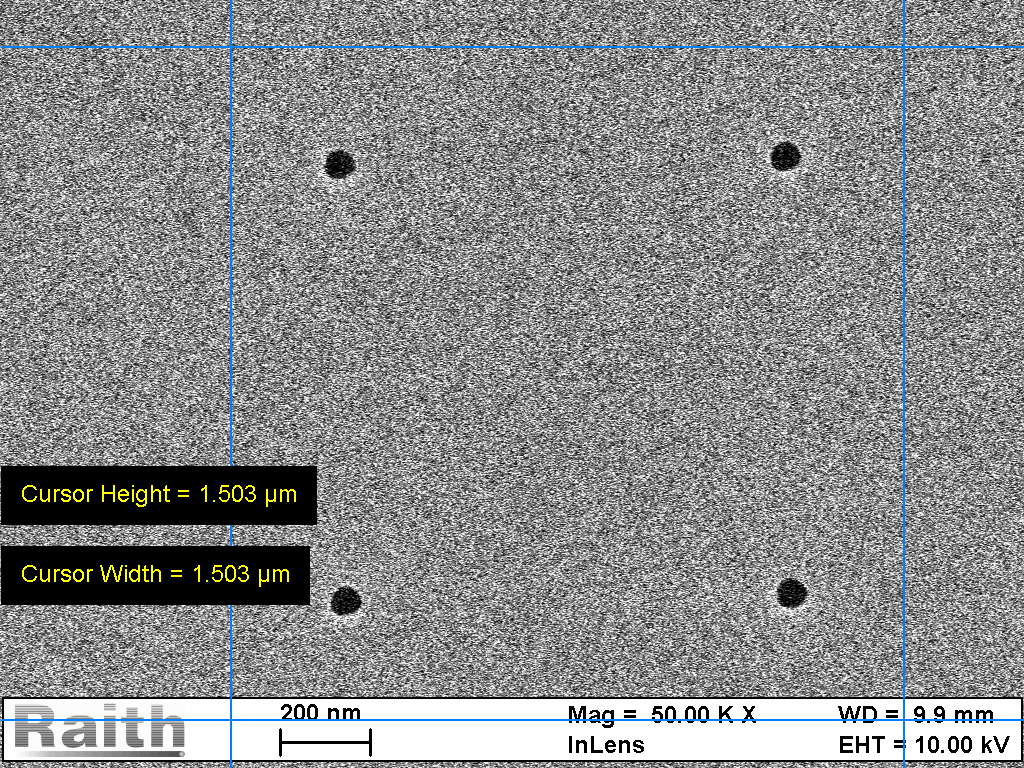 Cursor Height = 1.503 µm
Cursor Width = 1.503 µm
Raith
200 nm
Mag = 50.00 K X
WD = 9.9 mm
InLens
EHT = 10.00 kV